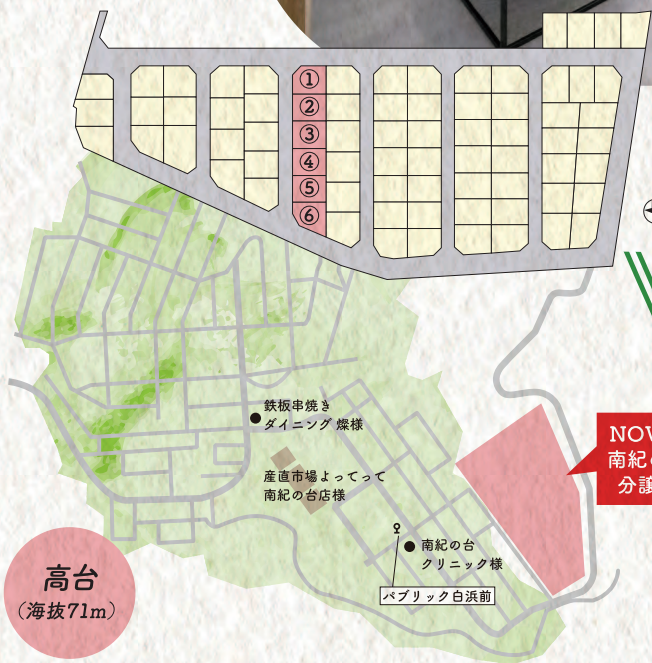 ①
②
③
④
⑤
⑥
鉄板串焼き
ダイニング 燦様
産直市場よってって
南紀の台店様
NOV
南紀の
分譲
南紀の台
クリニック様
パブリック白浜前
高台
（海抜71m）